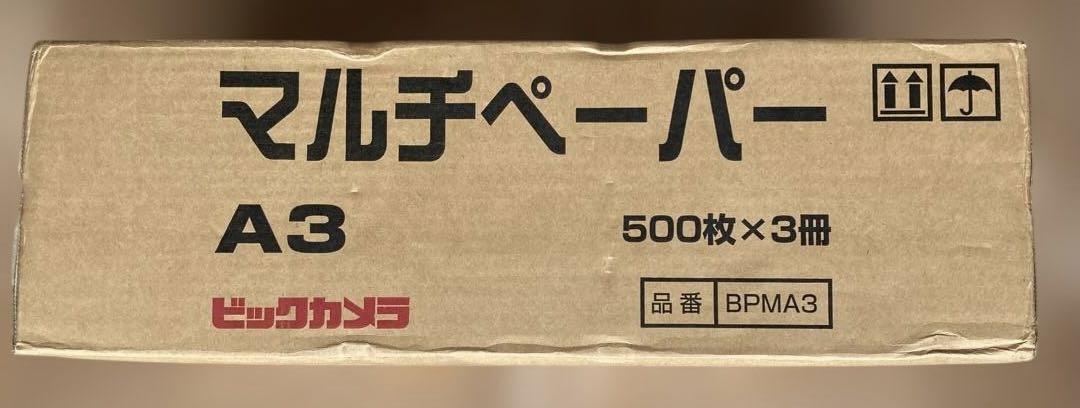 マルチペーパー
A3
500枚×3冊
ビックカメラ
品番 BPMA3